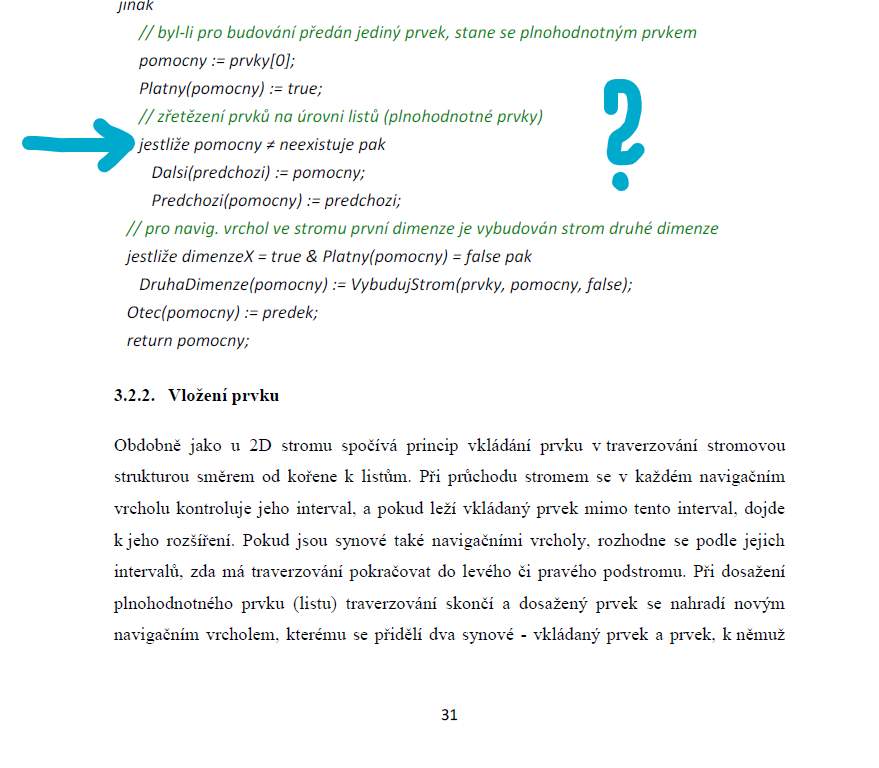 jinak
// byl-li pro budování předán jediný prvek, stane se plnohodnotným prvkem
pomocny := prvky[0];
Platny(pomocny) := true;
// zřetězení prvků na úrovni listů (plnohodnotné prvky)
?
jestliže pomocny ≠ neexistuje pak
Dalsi(predchozi) := pomocny;
Predchozi(pomocny) := predchozi;
// pro navig. vrchol ve stromu první dimenze je vybudován strom druhé dimenze
jestliže dimenzeX = true & Platny(pomocny) = false pak
DruhaDimenze(pomocny) := VybudujStrom(prvky, pomocny, false);
Otec(pomocny) := predek;
return pomocny;
3.2.2. Vložení prvku
Obdobně jako u 2D stromu spočívá princip vkládání prvku v traverzování stromovou
strukturou směrem od kořene k listům. Při průchodu stromem se v každém navigačním
vrcholu kontroluje jeho interval, a pokud leží vkládaný prvek mimo tento interval, dojde
k jeho rozšíření. Pokud jsou synové také navigačními vrcholy, rozhodne se podle jejich
intervalů, zda má traverzování pokračovat do levého či pravého podstromu. Při dosažení
plnohodnotného prvku (listu) traverzování skončí a dosažený prvek se nahradí novým
navigačním vrcholem, kterému se přidělí dva synové - vkládaný prvek a prvek, k němuž
31